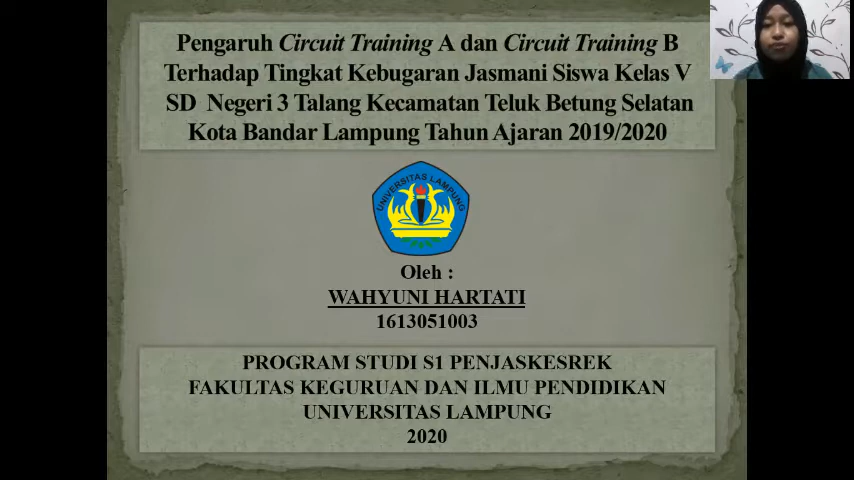 Pengaruh Circuit Training A dan Circuit Training B
Terhadap Tingkat Kebugaran Jasmani Siswa Kelas V
SD Negeri 3 Talang Kecamatan Teluk Betung Selatan
Kota Bandar Lampung Tahun Ajaran 2019/2020
UNIVERSITAS LAMPUNG
Oleh :
WAHYUNI HARTATI
1613051003
PROGRAM STUDI S1 PENJASKESREK
FAKULTAS KEGURUAN DAN ILMU PENDIDIKAN
UNIVERSITAS LAMPUNG
2020